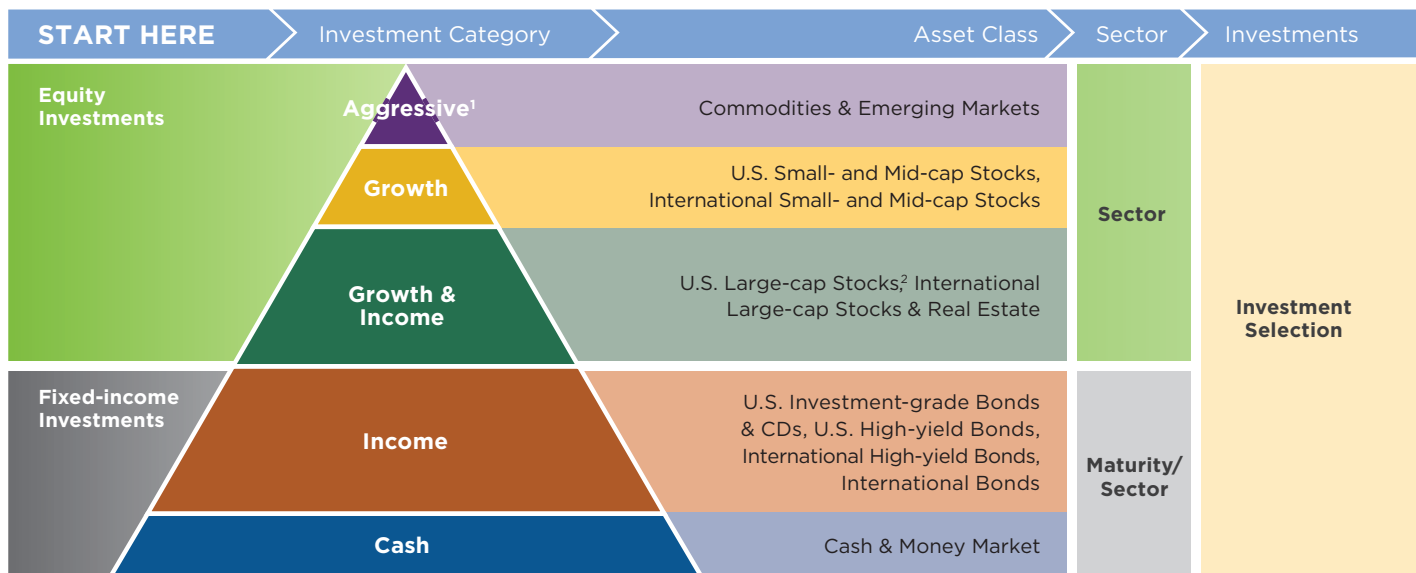 START HERE
Investment Category
Asset Class
Sector
Investments
Equity
Investments
Aggressive¹
Commodities & Emerging Markets
Growth
U.S. Small- and Mid-cap Stocks,
International Small- and Mid-cap Stocks
Growth &
Income
U.S. Large-cap Stocks,² International
Large-cap Stocks & Real Estate
Sector
Fixed-income
Investments
Income
U.S. Investment-grade Bonds
& CDs, U.S. High-yield Bonds,
International High-yield Bonds,
International Bonds
Maturity/
Sector
Cash
Cash & Money Market
Investment
Selection